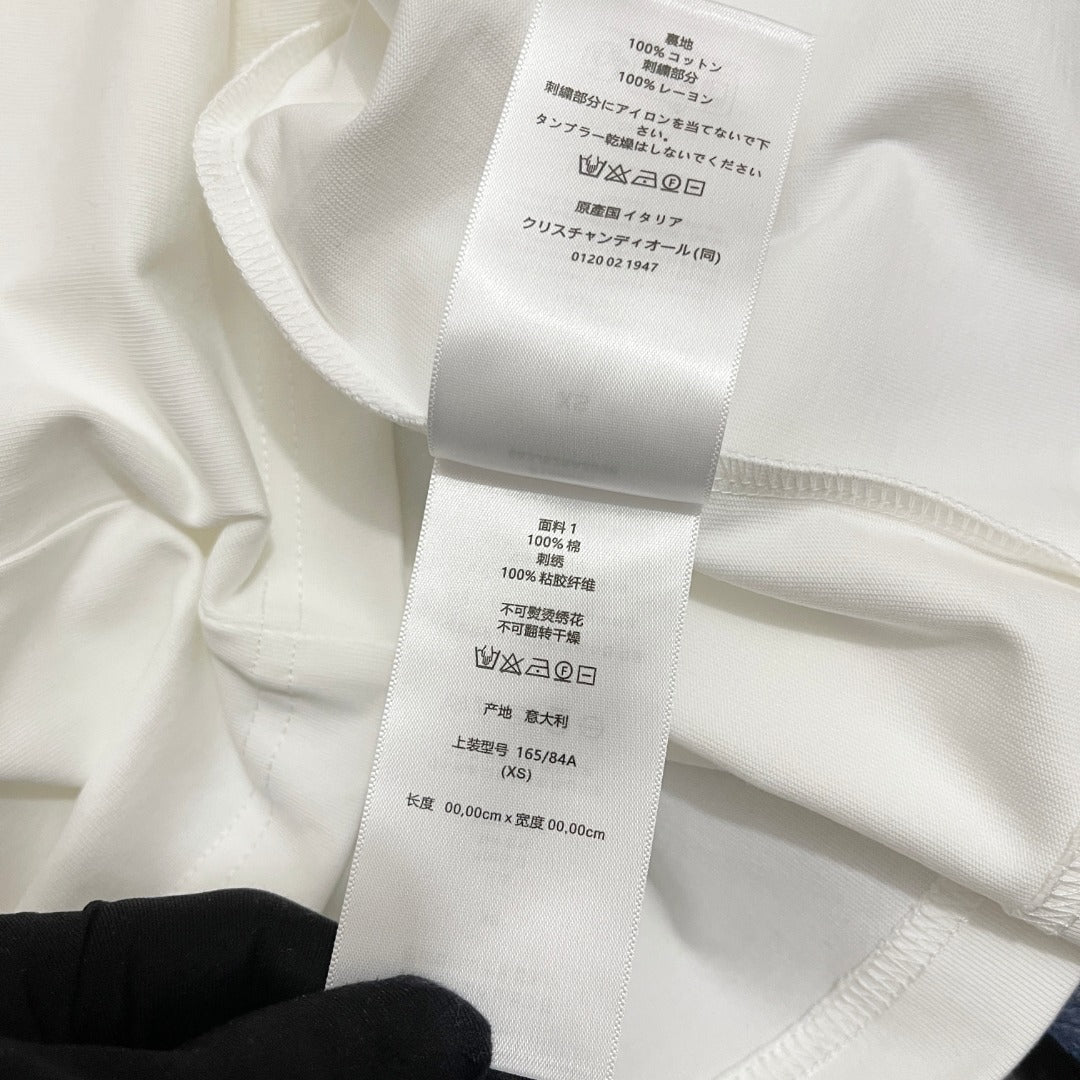 裏地
100% コットン
刺繍部分
100% レーヨン
刺繍部分にアイロンを当てないで下
さい。
タンブラー乾燥はしないでください
原產国 イタリア
クリスチャンディオール (同)
0120 02 1947
面料 1
100% 棉
刺绣
100% 粘胶纤维
不可熨烫绣花
不可翻转干燥
产地 意大利
上装型号 165/84A
(XS)
长度 00,00cm x 宽度 00,00cm